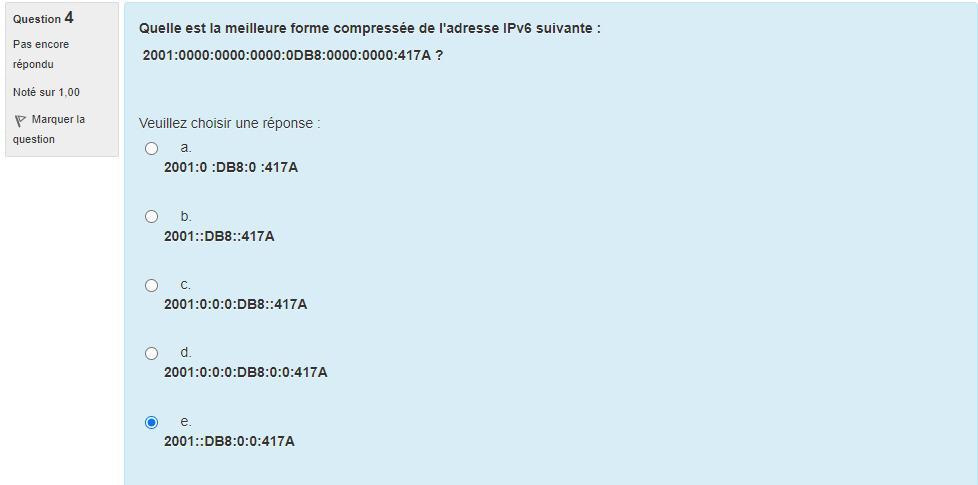 Question 4
Pas encore
répondu
Noté sur 1,00
Marquer la
question
Quelle est la meilleure forme compressée de l'adresse IPv6 suivante :
2001:0000:0000:0000:0DB8:0000:0000:417A ?
Veuillez choisir une réponse :
a.
2001:0 :DB8:0 :417A
b.
2001::DB8::417A
c.
2001:0:0:0:DB8::417A
d.
2001:0:0:0:DB8:0:0:417A
e.
2001::DB8:0:0:417A